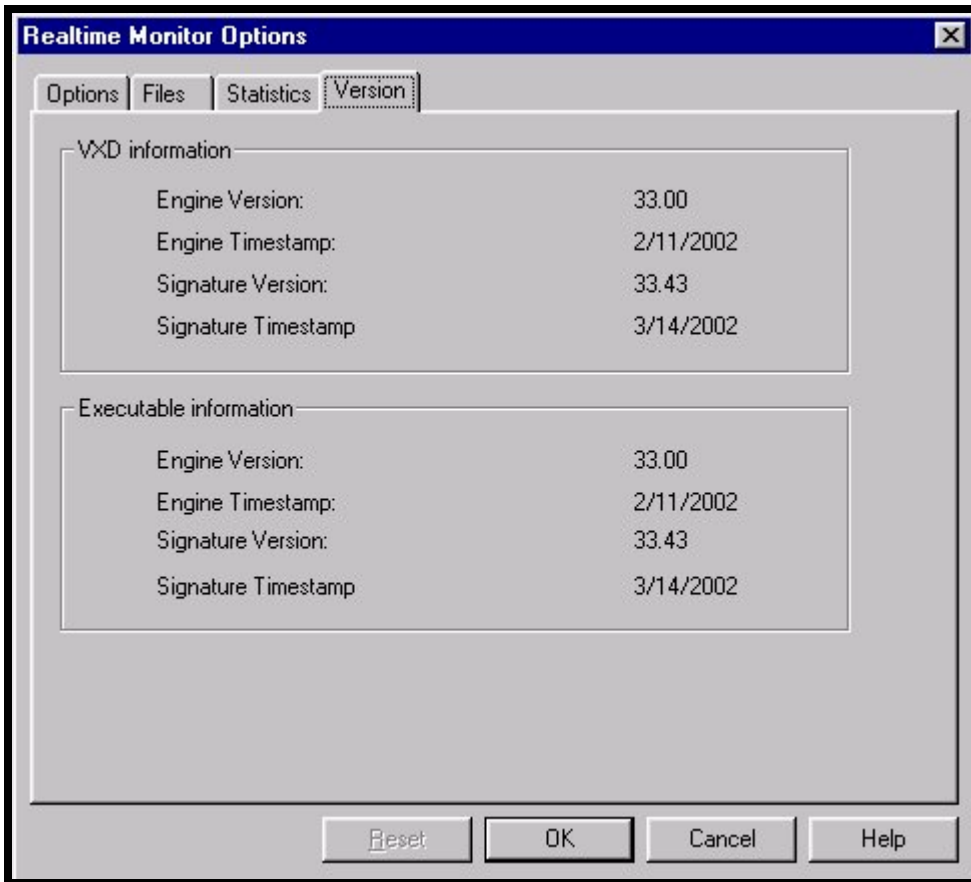 Realtime Monitor Options
Options Files Statistics Version
VXD information
Engine Version: 33.00
Engine Timestamp: 2/11/2002
Signature Version: 33.43
Signature Timestamp 3/14/2002
Executable information
Engine Version: 33.00
Engine Timestamp: 2/11/2002
Signature Version: 33.43
Signature Timestamp 3/14/2002
Reset OK Cancel Help